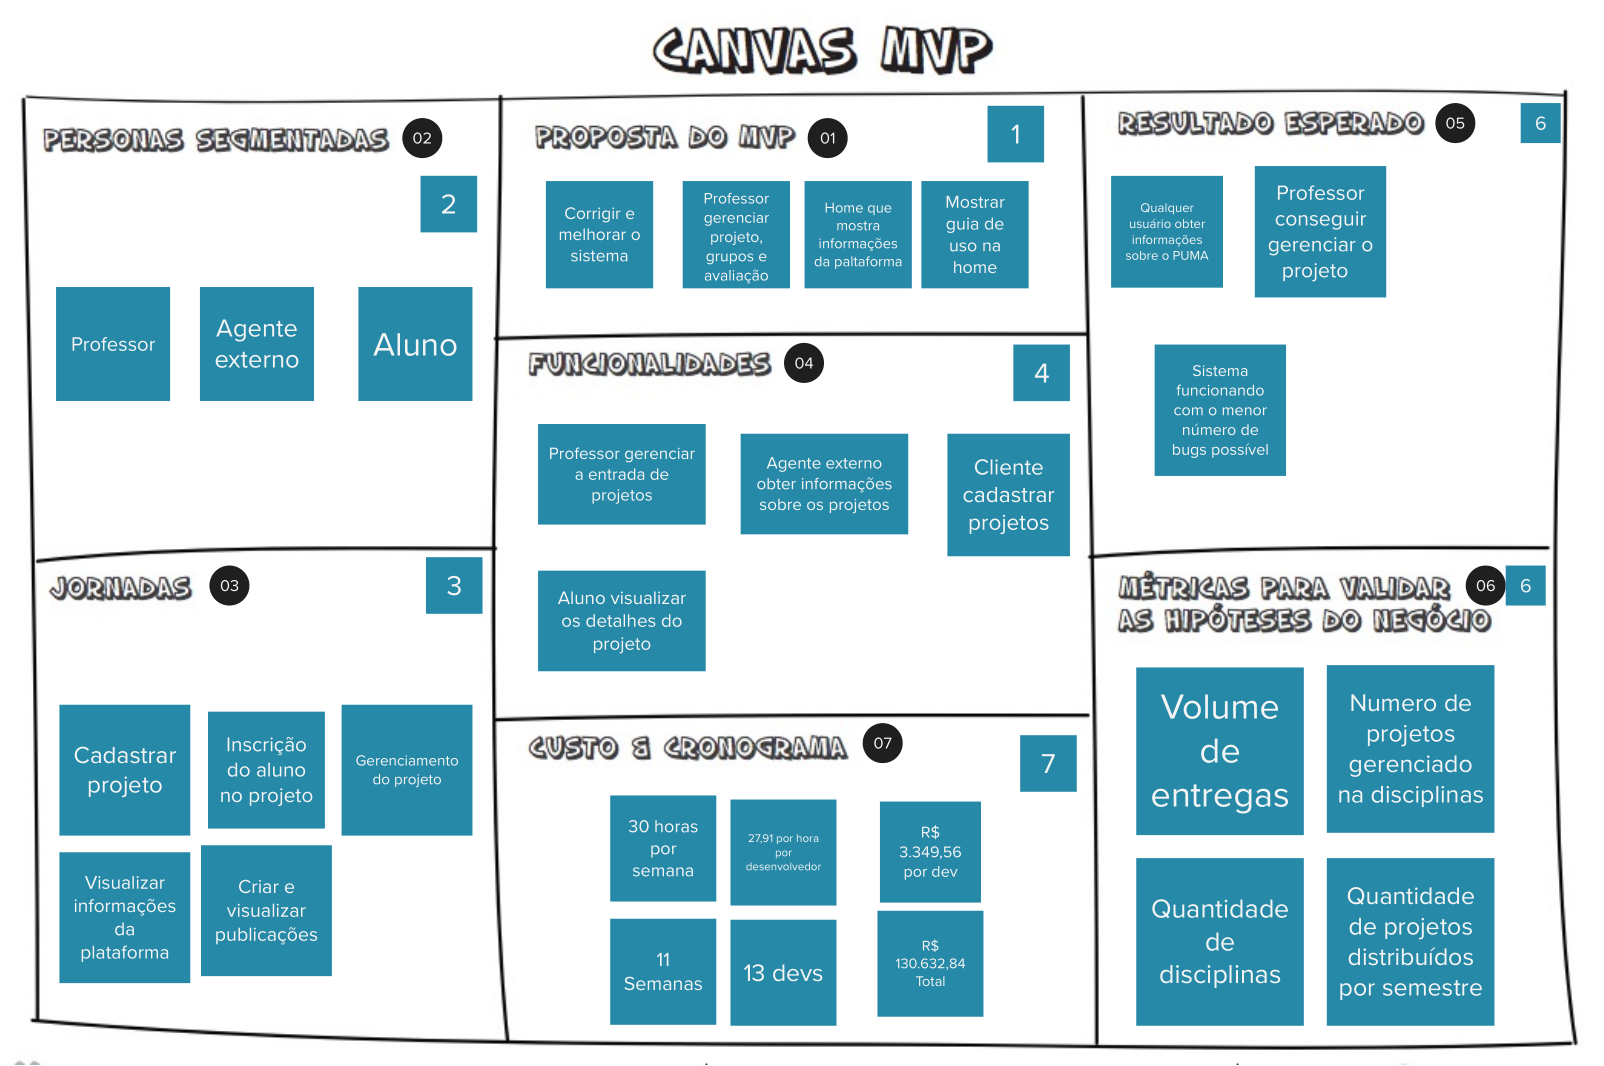 CANVAS MVP
PERSONAS SEGMENTADAS 02
2
Professor
Agente
externo
Aluno
PROPOSTA DO MVP 01
1
Corrigir e
melhorar o
sistema
Professor
gerenciar
projeto,
grupos e
avaliação
Home que
mostra
informações
da paltaforma
Mostrar
guia de
uso na
home
RESULTADO ESPERADO 05
6
Qualquer
usuário obter
informações
sobre o PUMA
Professor
conseguir
gerenciar o
projeto
Sistema
funcionando
com o menor
número de
bugs possível
FUNCIONALIDADES 04
4
Professor gerenciar
a entrada de
projetos
Agente externo
obter informações
sobre os projetos
Cliente
cadastrar
projetos
Aluno visualizar
os detalhes do
projeto
JORNADAS 03
3
Cadastrar
projeto
Inscrição
do aluno
no projeto
Gerenciamento
do projeto
Visualizar
informações
da
plataforma
Criar e
visualizar
publicações
CUSTO & CRONOGRAMA 07
7
30 horas
por
semana
27,91 por hora
por
desenvolvedor
R$
3.349,56
por dev
11
Semanas
13 devs
R$
130.632,84
Total
MÉTRICAS PARA VALIDAR 06
6
AS HIPÓTESES DO NEGÓCIO
Volume
de
entregas
Numero de
projetos
gerenciado
na disciplinas
Quantidade
de
disciplinas
Quantidade
de projetos
distribuídos
por semestre